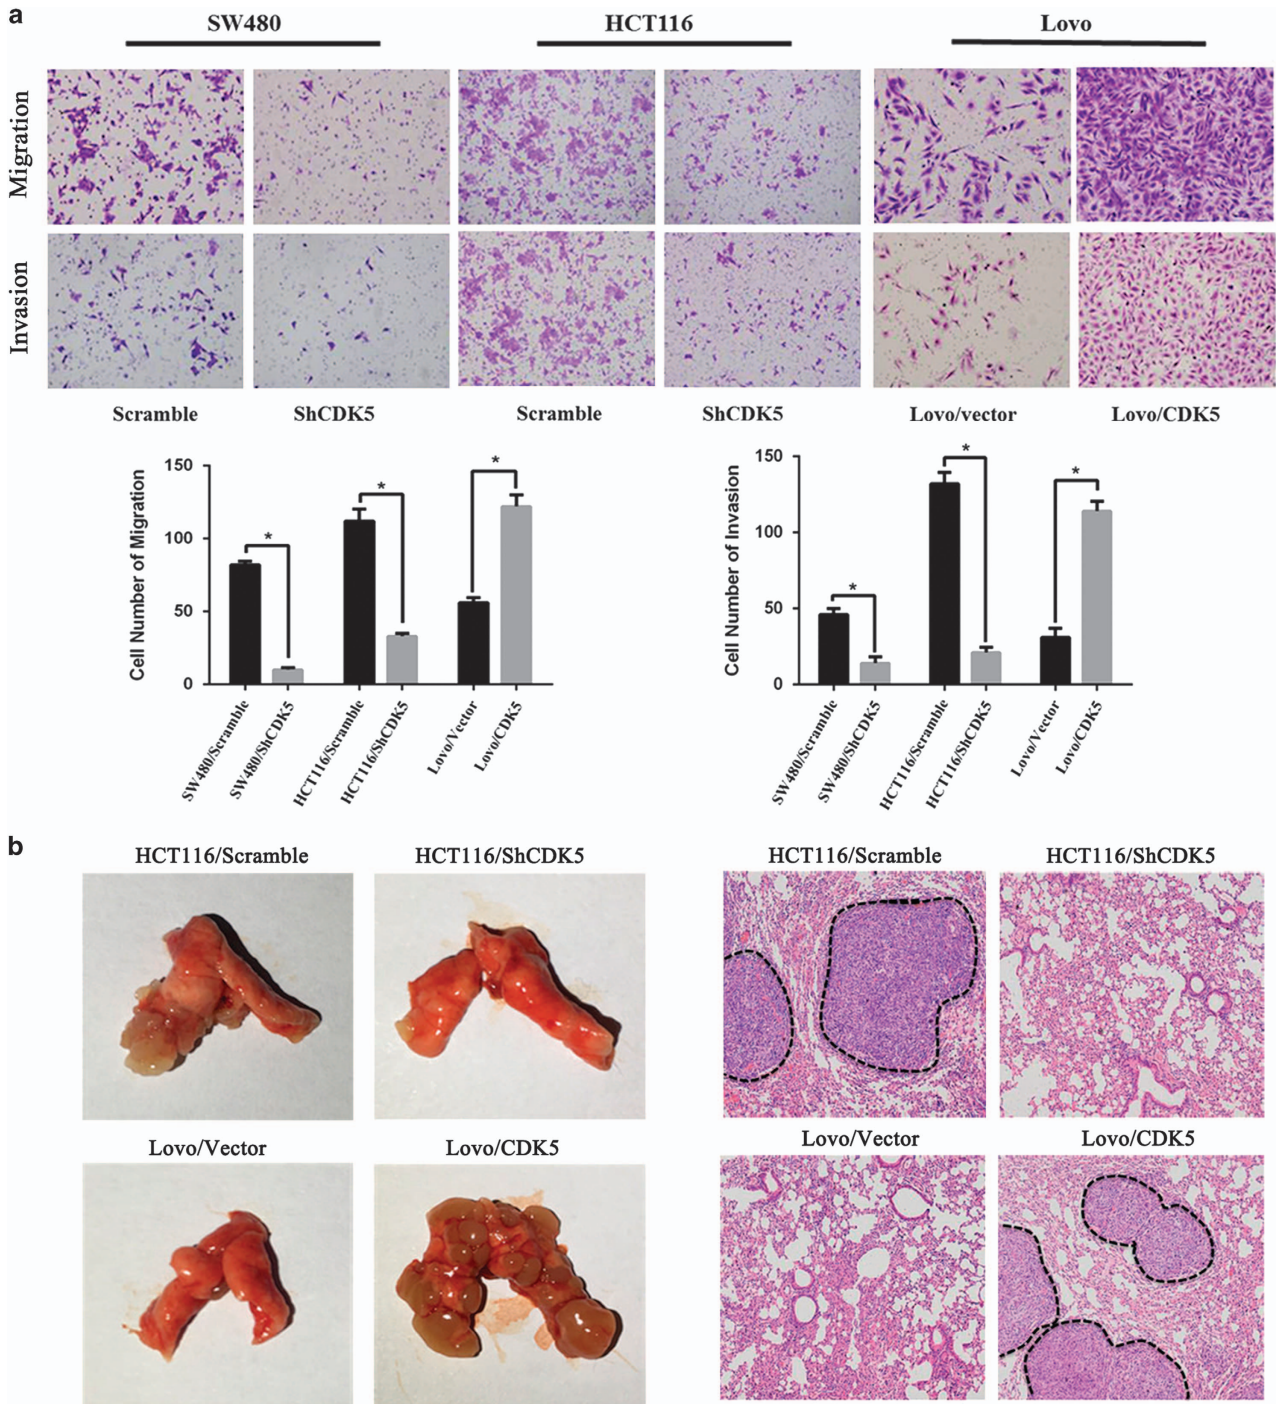 a
SW480 HCT116 Lovo
Migration
Invasion
Scramble ShCDK5 Scramble ShCDK5 Lovo/vector Lovo/CDK5
Cell Number of Migration
150
100
50
0
*
*
*
SW480/Scramble
SW480/ShCDK5
HCT116/Scramble
HCT116/ShCDK5
Lovo/Vector
Lovo/CDK5
Cell Number of Invasion
150
100
50
0
*
*
*
SW480/Scramble
SW480/ShCDK5
HCT116/Scramble
HCT116/ShCDK5
Lovo/Vector
Lovo/CDK5
b
HCT116/Scramble HCT116/ShCDK5 HCT116/Scramble HCT116/ShCDK5
Lovo/Vector Lovo/CDK5 Lovo/Vector Lovo/CDK5